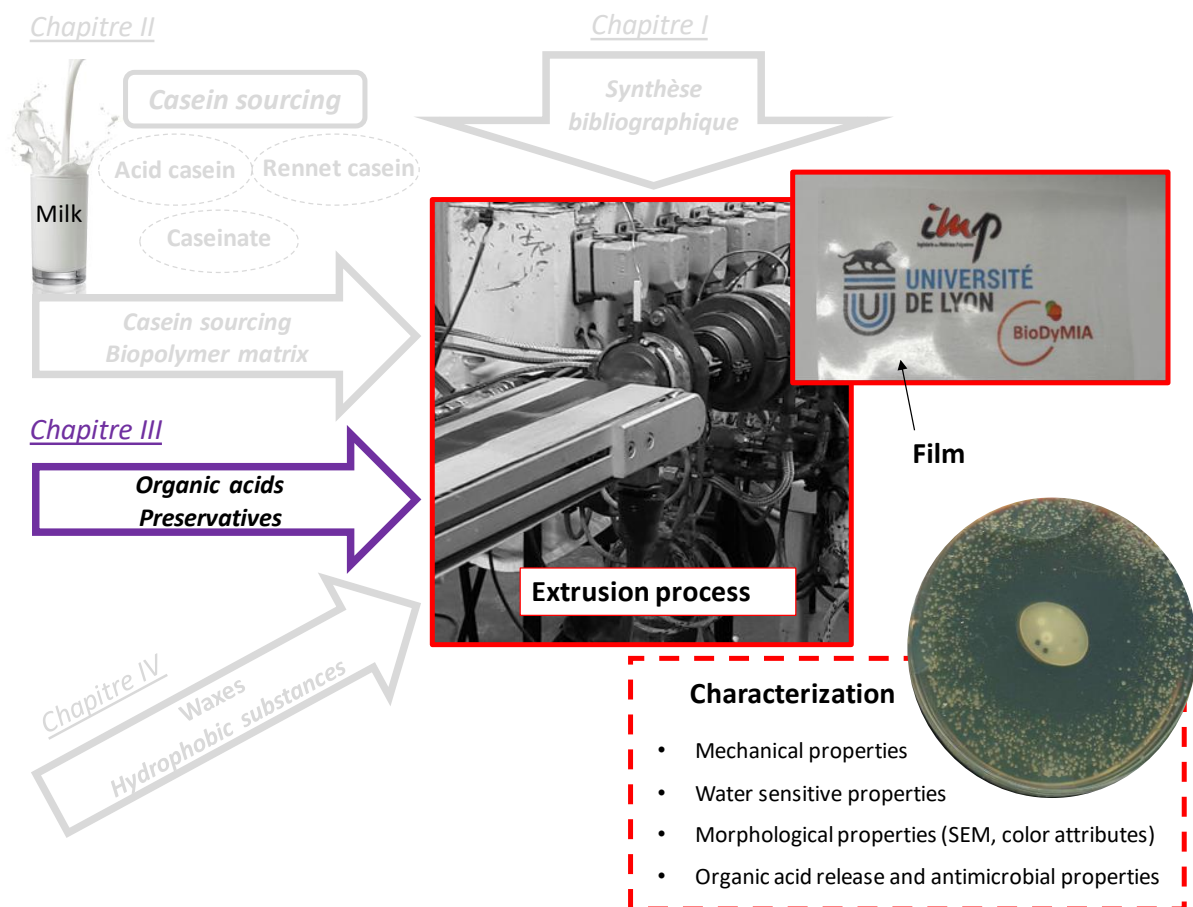 Chapitre II
Chapitre I
Casein sourcing
Synthèse
bibliographique
Acid casein
Rennet casein
Milk
Caseinate
imp
UNIVERSITÉ
DE LYON
BioDyMIA
Casein sourcing
Biopolymer matrix
Chapitre III
Film
Organic acids
Preservatives
Extrusion process
Chapitre IV
Waxes
Hydrophobic substances
Characterization
• Mechanical properties
• Water sensitive properties
• Morphological properties (SEM, color attributes)
• Organic acid release and antimicrobial properties